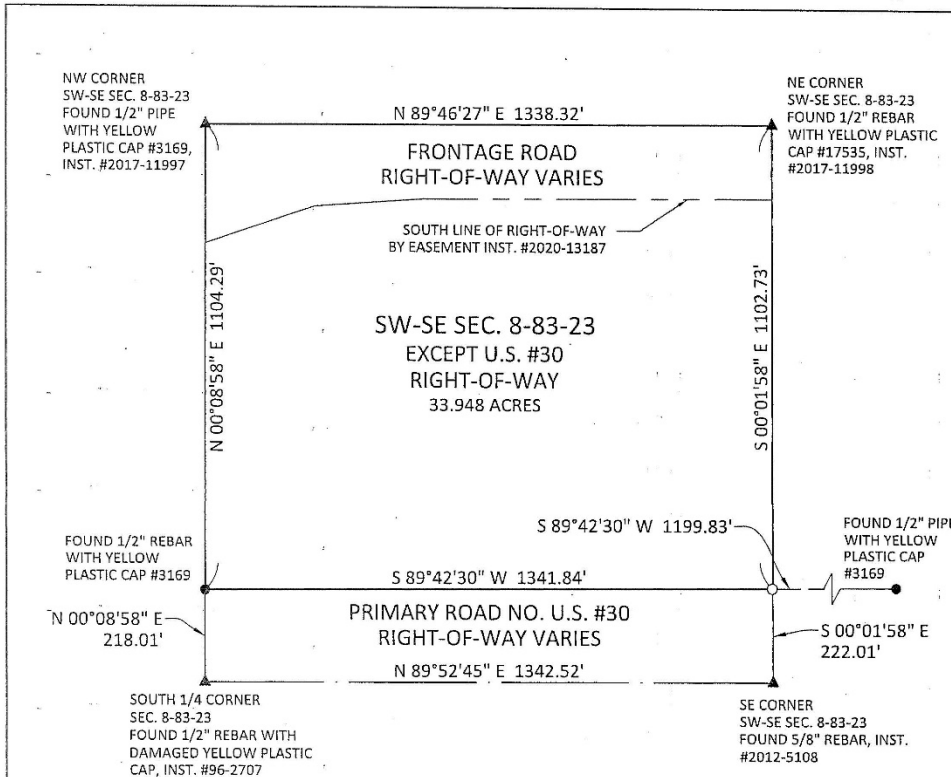 NW CORNER
SW-SE SEC. 8-83-23
FOUND 1/2" PIPE
WITH YELLOW
PLASTIC CAP #3169,
INST. #2017-11997
N 89°46'27" E 1338.32'
NE CORNER
SW-SE SEC. 8-83-23
FOUND 1/2" REBAR
WITH YELLOW PLASTIC
CAP #17535, INST.
#2017-11998
FRONTAGE ROAD
RIGHT-OF-WAY VARIES
SOUTH LINE OF RIGHT-OF-WAY
BY EASEMENT INST. #2020-13187
N 00°08'58" E 1104.29'
SW-SE SEC. 8-83-23
EXCEPT U.S. #30
RIGHT-OF-WAY
33.948 ACRES
S 00°01'58" E 1102.73'
FOUND 1/2" REBAR
WITH YELLOW
PLASTIC CAP #3169
S 89°42'30" W 1199.83'
FOUND 1/2" PIPE
WITH YELLOW
PLASTIC CAP
#3169
S 89°42'30" W 1341.84'
N 00°08'58" E
218.01'
PRIMARY ROAD NO. U.S. #30
RIGHT-OF-WAY VARIES
S 00°01'58" E
222.01'
N 89°52'45" E 1342.52'
SOUTH 1/4 CORNER
SEC. 8-83-23
FOUND 1/2" REBAR WITH
DAMAGED YELLOW PLASTIC
CAP, INST. #96-2707
SE CORNER
SW-SE SEC. 8-83-23
FOUND 5/8" REBAR, INST.
#2012-5108